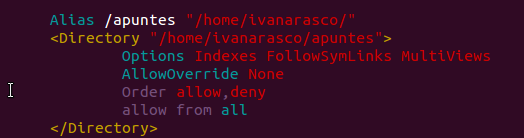 Alias /apuntes "/home/ivanarasco/"
<Directory "/home/ivanarasco/apuntes">
Options Indexes FollowSymLinks MultiViews
AllowOverride None
Order allow,deny
allow from all
</Directory>